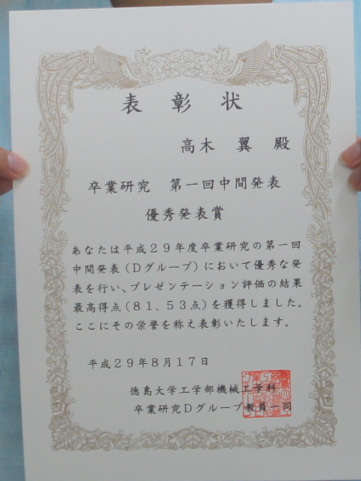 表彰状
高木 翼 殿
卒業研究 第一回中間発表
優秀発表賞
あなたは平成29年度卒業研究の第一回
中間発表(Dグループ)において優秀な発
表を行い、プレゼンテーション評価の結果
最高得点(81.53点)を獲得しました。
ここにその栄誉を称え表彰いたします。
平成29年8月17日
徳島大学工学部機械工学科
卒業研究Dグループ教員一同